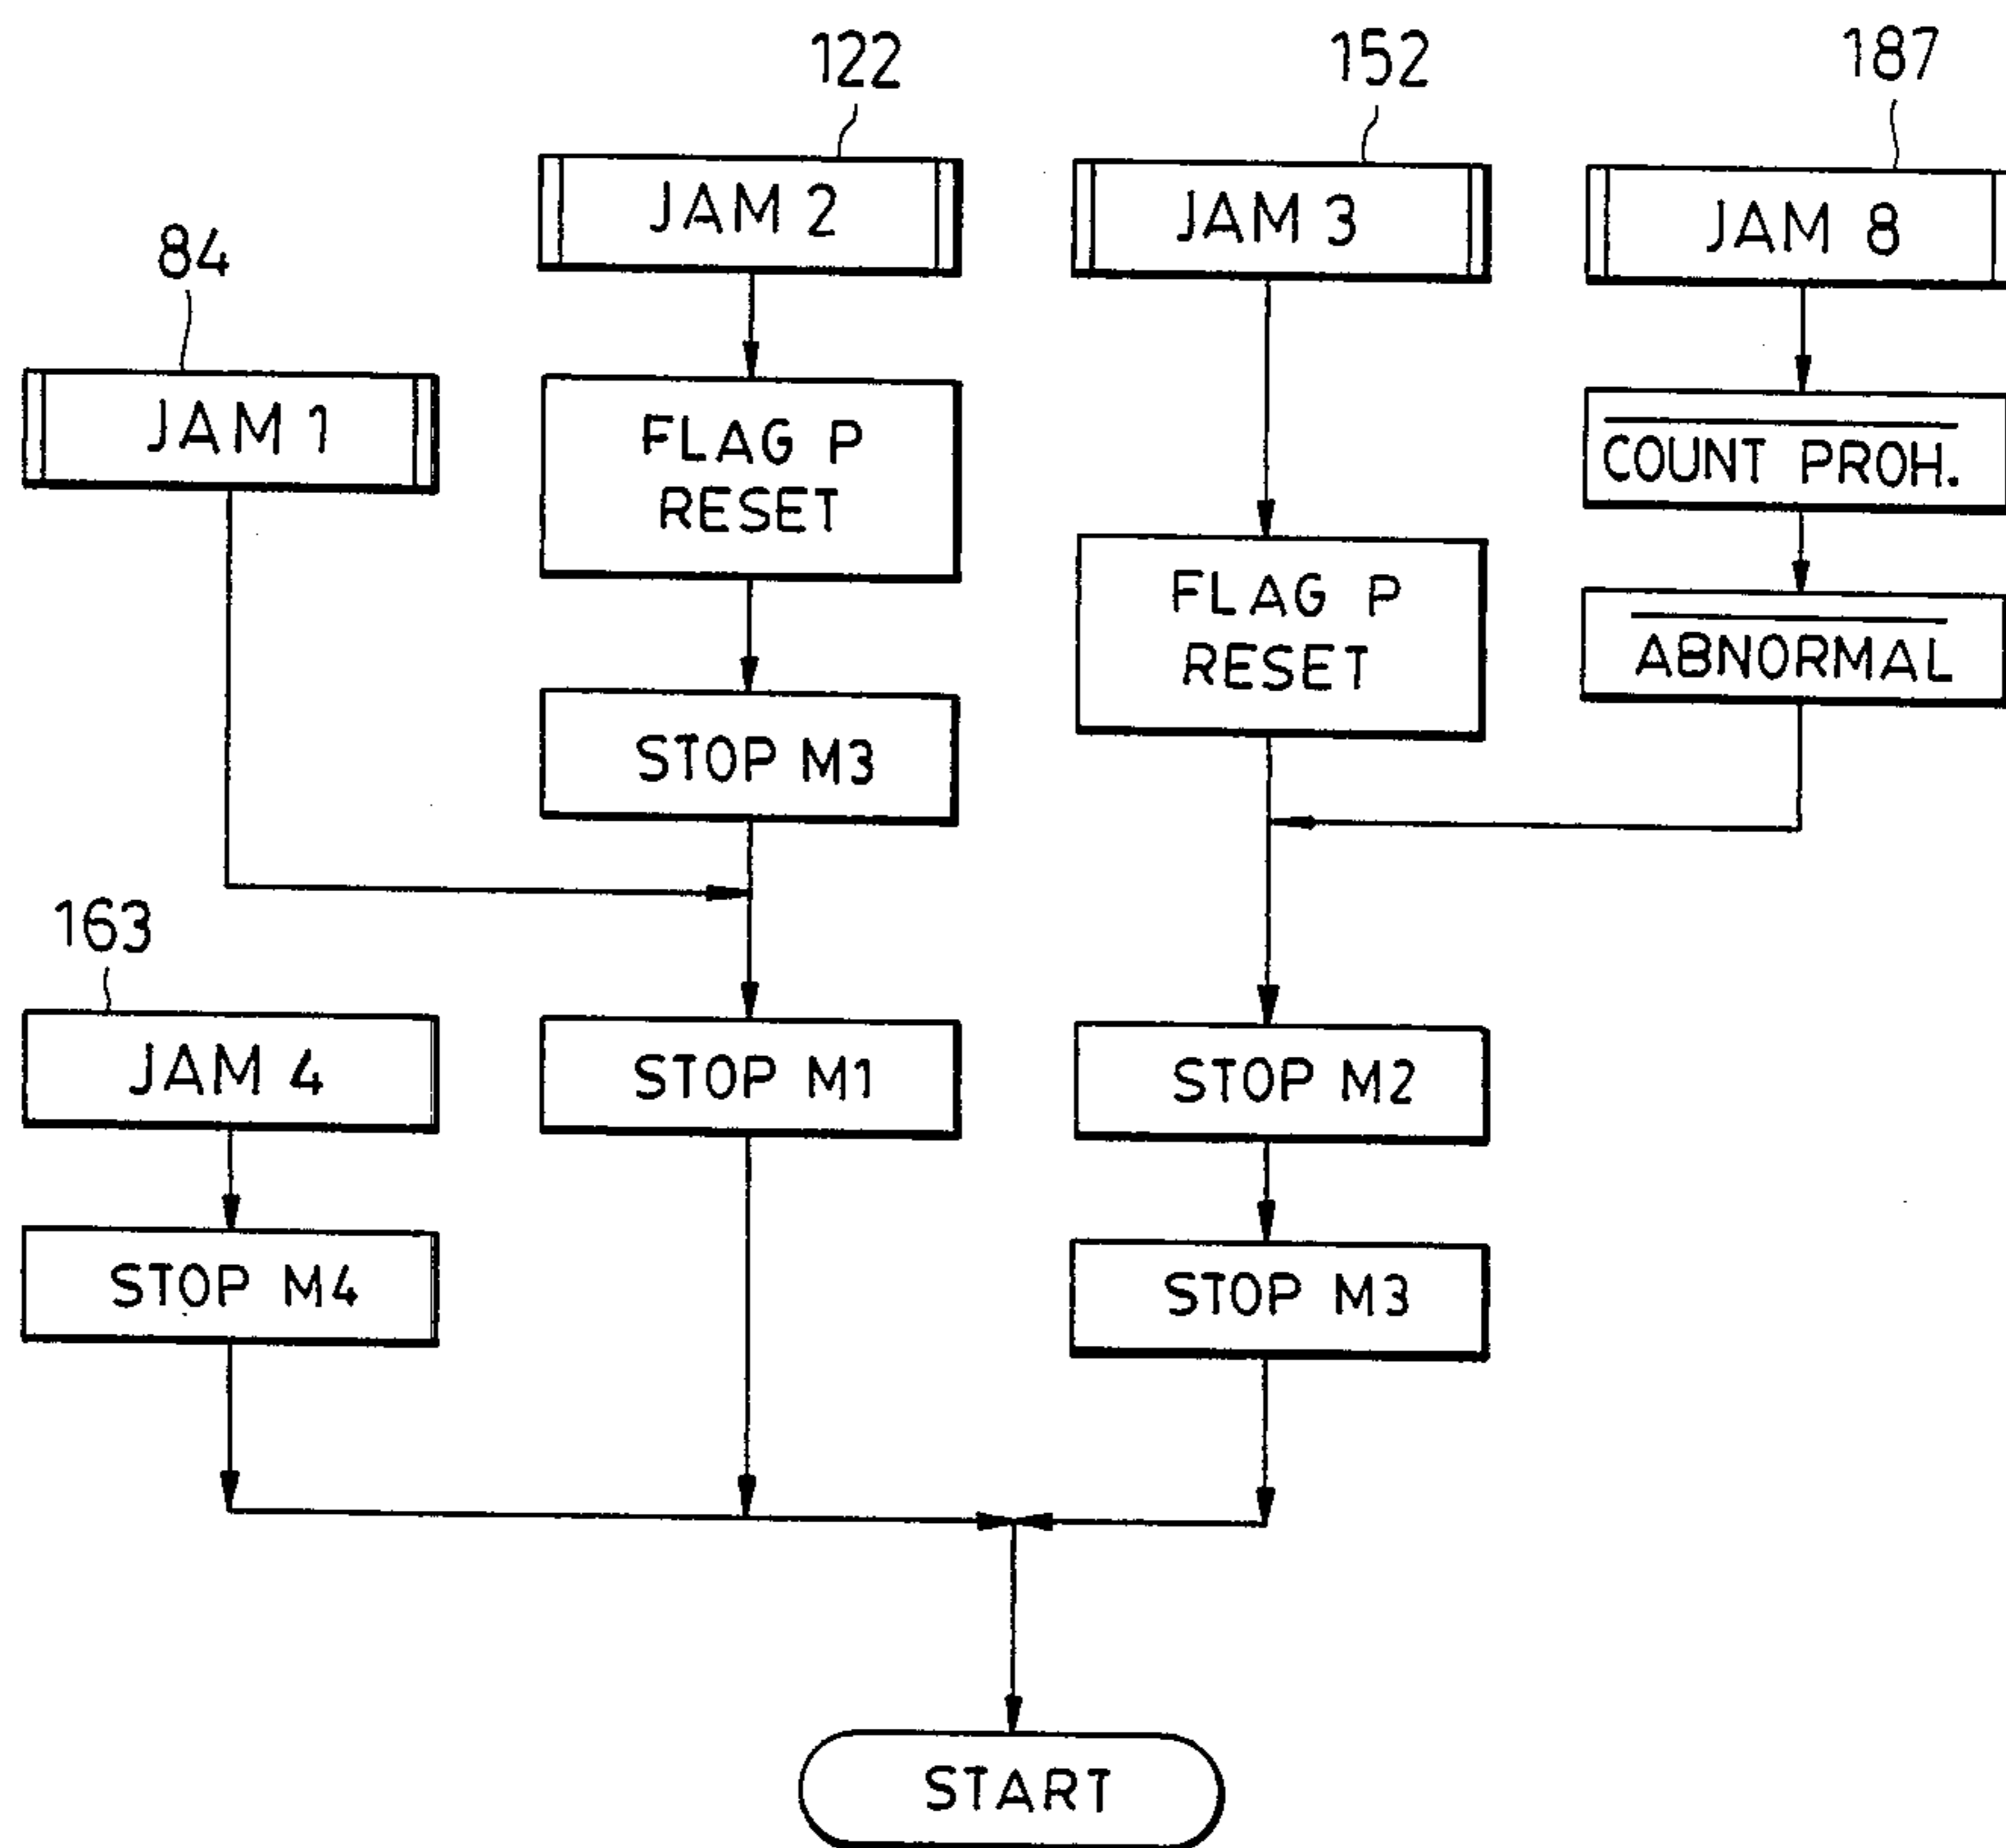 122
152
187
JAM 2
JAM 3
JAM 8
84
JAM 1
FLAG P
RESET
COUNT PROH.
FLAG P
RESET
ABNORMAL
STOP M3
163
JAM 4
STOP M1
STOP M2
STOP M4
STOP M3
START